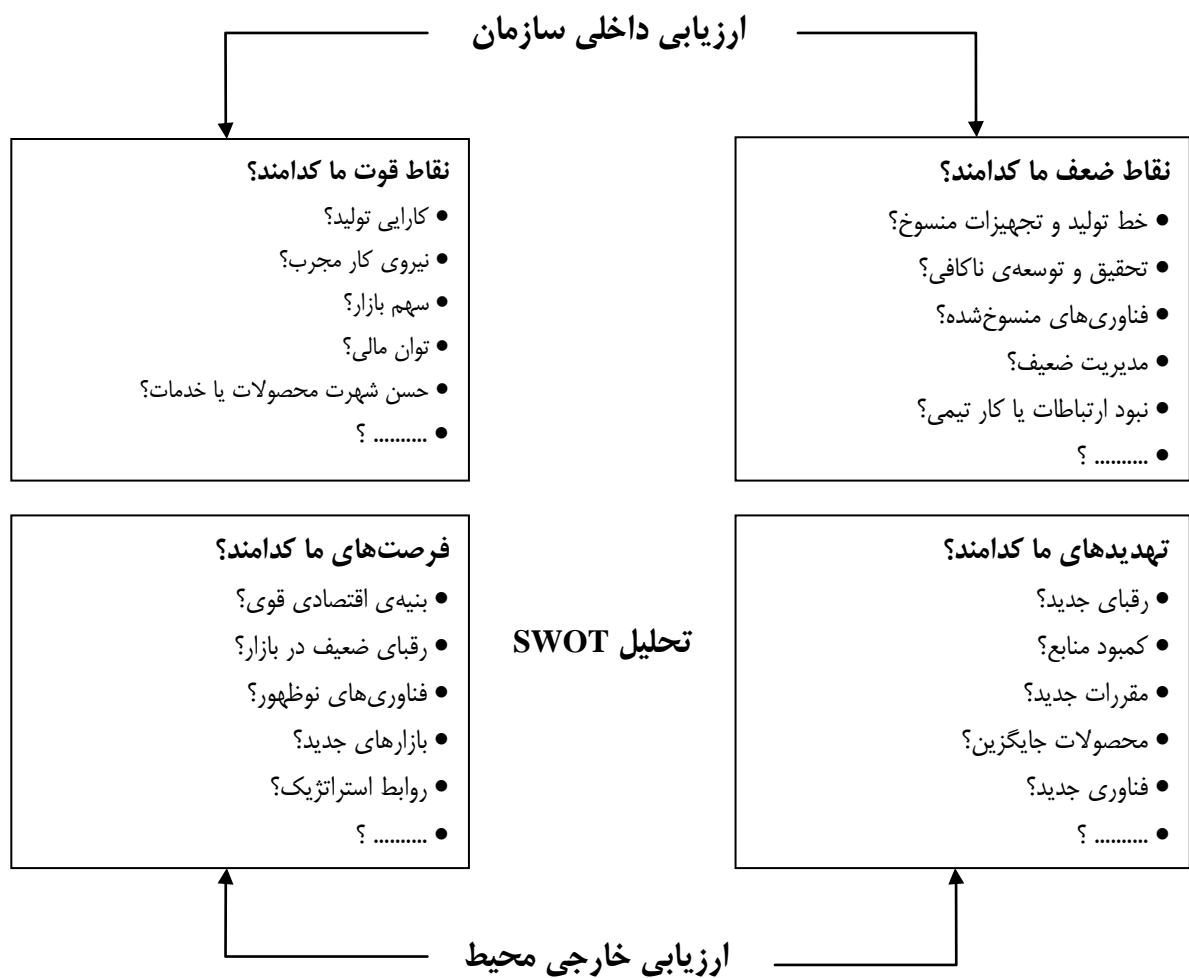 ارزیابی داخلی سازمان
نقاط ضعف ما کدامند؟
● خط تولید و تجهیزات منسوخ؟
● تحقیق و توسعه‌ی ناکافی؟
● فناوری‌های منسوخ‌شده؟
● مدیریت ضعیف؟
● نبود ارتباطات یا کار تیمی؟
● .......... ؟
نقاط قوت ما کدامند؟
● کارایی تولید؟
● نیروی کار مجرب؟
● سهم بازار؟
● توان مالی؟
● حسن شهرت محصولات یا خدمات؟
● .......... ؟
تحلیل SWOT
تهدیدهای ما کدامند؟
● رقبای جدید؟
● کمبود منابع؟
● مقررات جدید؟
● محصولات جایگزین؟
● فناوری جدید؟
● .......... ؟
فرصت‌های ما کدامند؟
● بنیه‌ی اقتصادی قوی؟
● رقبای ضعیف در بازار؟
● فناوری‌های نوظهور؟
● بازارهای جدید؟
● روابط استراتژیک؟
● .......... ؟
ارزیابی خارجی محیط